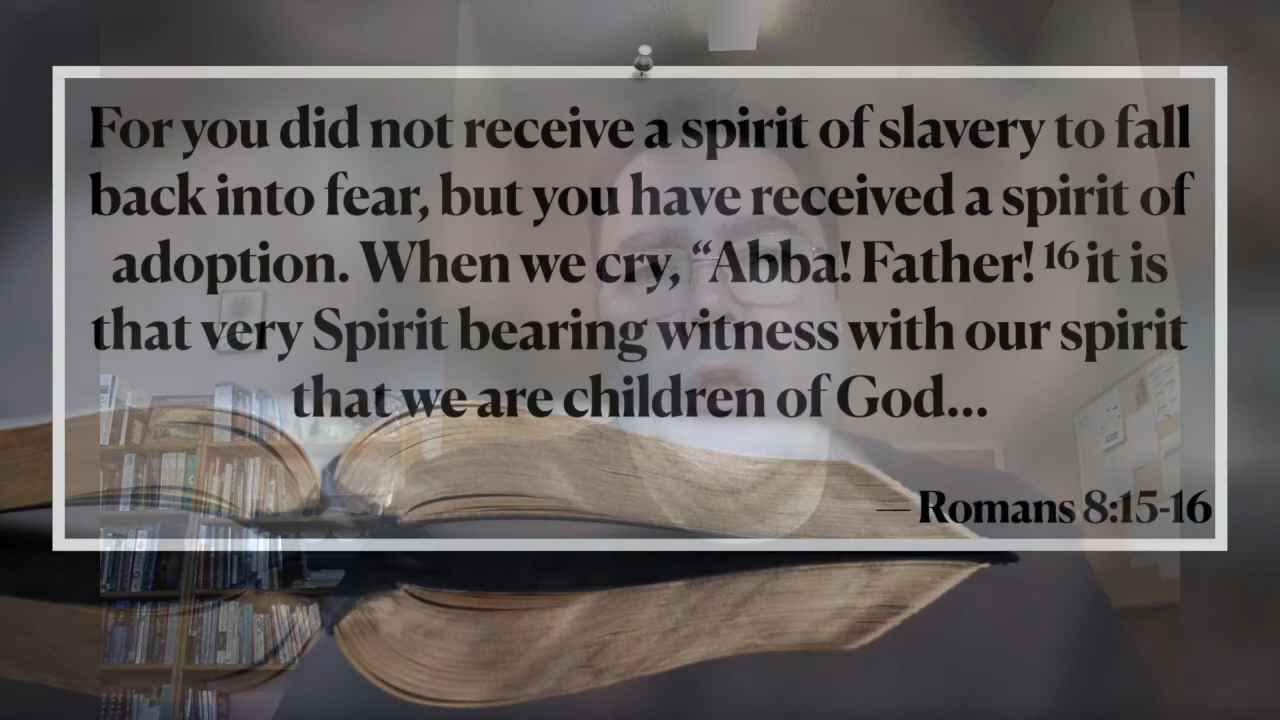 For you did not receive a spirit of slavery to fall
back into fear, but you have received a spirit of
adoption. When we cry, “Abba! Father! ¹⁶ it is
that very Spirit bearing witness with our spirit
that we are children of God...
— Romans 8:15-16